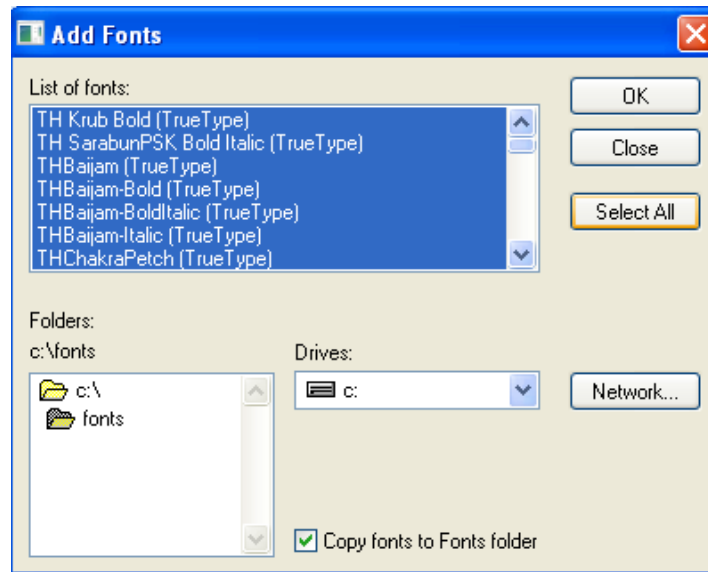 Add Fonts
List of fonts:
TH Krub Bold (TrueType)
TH SarabunPSK Bold Italic (TrueType)
THBaijam (TrueType)
THBaijam-Bold (TrueType)
THBaijam-BoldItalic (TrueType)
THBaijam-Italic (TrueType)
THChakraPetch (TrueType)
OK
Close
Select All
Folders:
c:\fonts
c:\
fonts
Drives:
c:
Network...
Copy fonts to Fonts folder